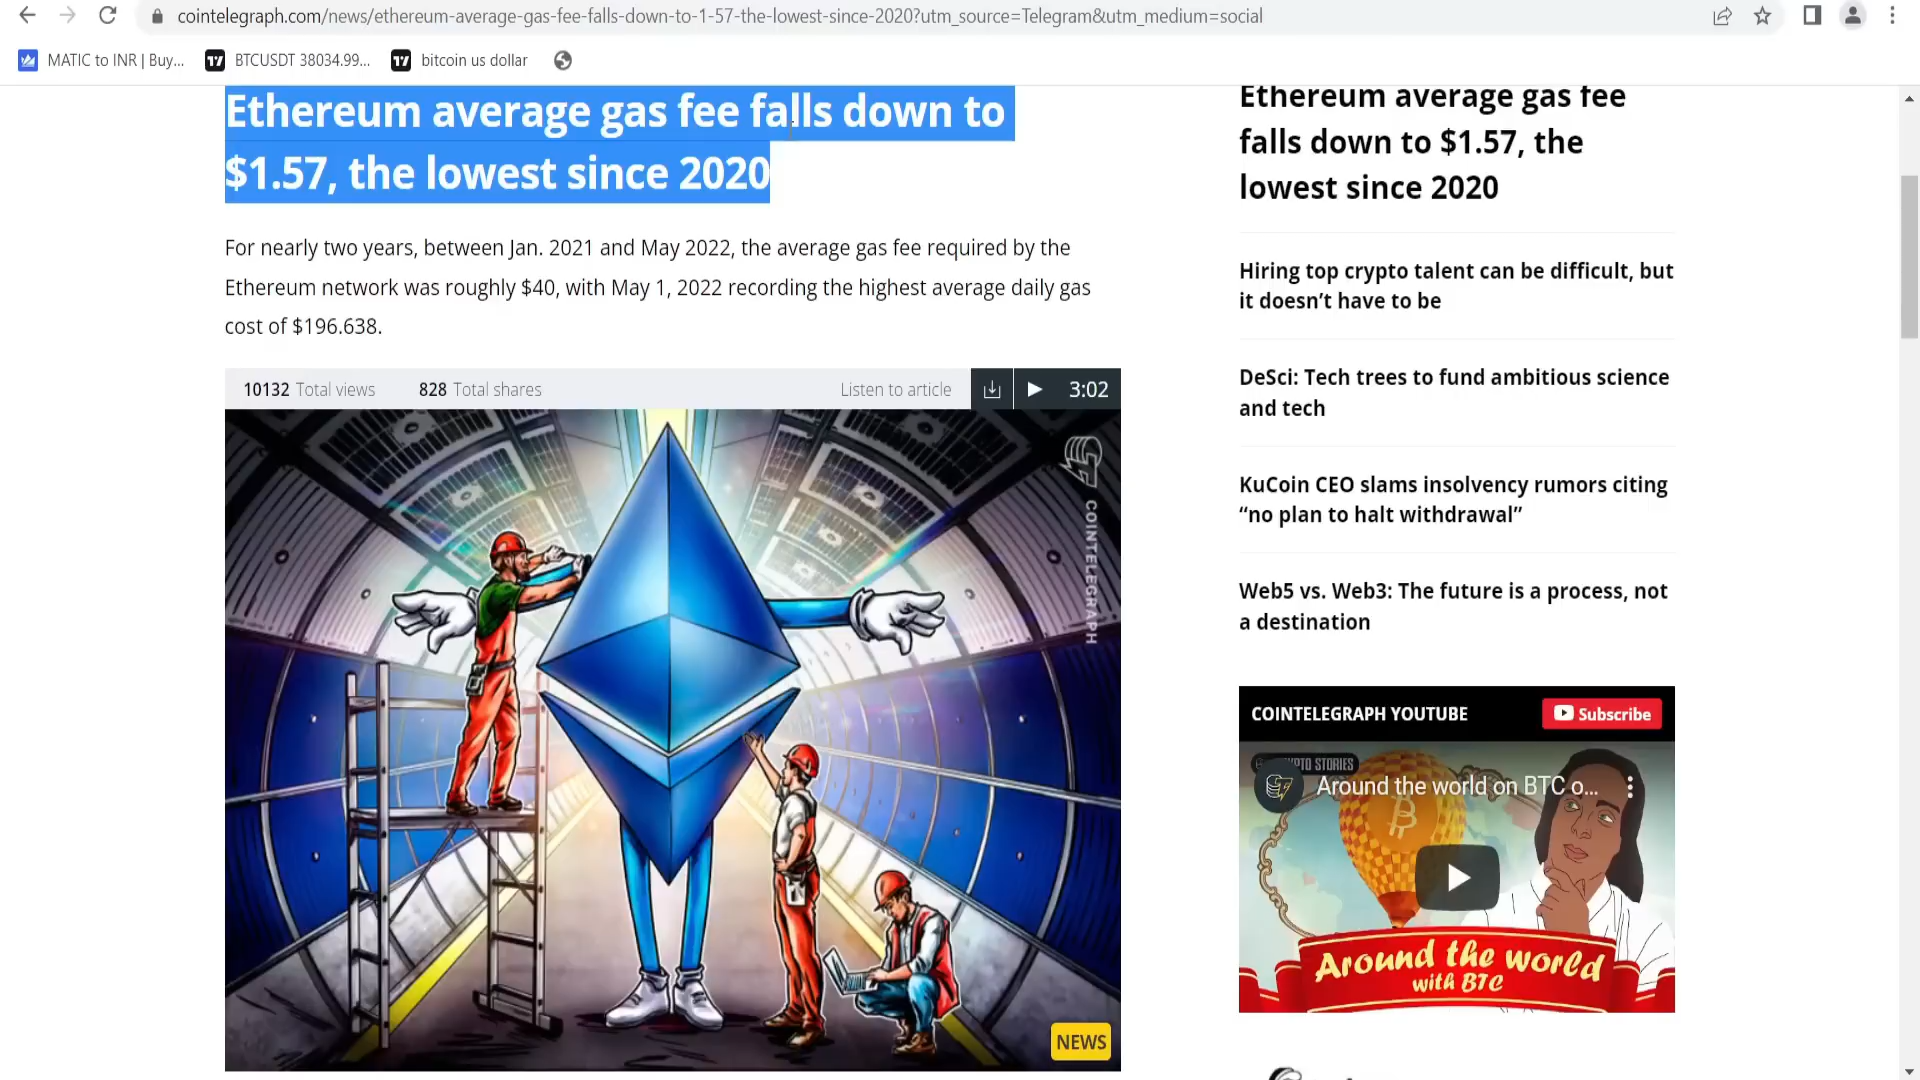 cointelegraph.com/news/ethereum-average-gas-fee-falls-down-to-1-57-the-lowest-since-2020?utm_source=Telegram&utm_medium=social
MATIC to INR | Buy...
BTCUSDT 38034.99...
bitcoin us dollar
Ethereum average gas fee falls down to
$1.57, the lowest since 2020
For nearly two years, between Jan. 2021 and May 2022, the average gas fee required by the
Ethereum network was roughly $40, with May 1, 2022 recording the highest average daily gas
cost of $196.638.
10132 Total views
828 Total shares
Listen to article
3:02
COINTELEGRAPH
NEWS
Ethereum average gas fee
falls down to $1.57, the
lowest since 2020
Hiring top crypto talent can be difficult, but
it doesn’t have to be
DeSci: Tech trees to fund ambitious science
and tech
KuCoin CEO slams insolvency rumors citing
“no plan to halt withdrawal”
Web5 vs. Web3: The future is a process, not
a destination
COINTELEGRAPH YOUTUBE
Subscribe
STORIES
Around the world on BTC o...
Around the world
with BTC